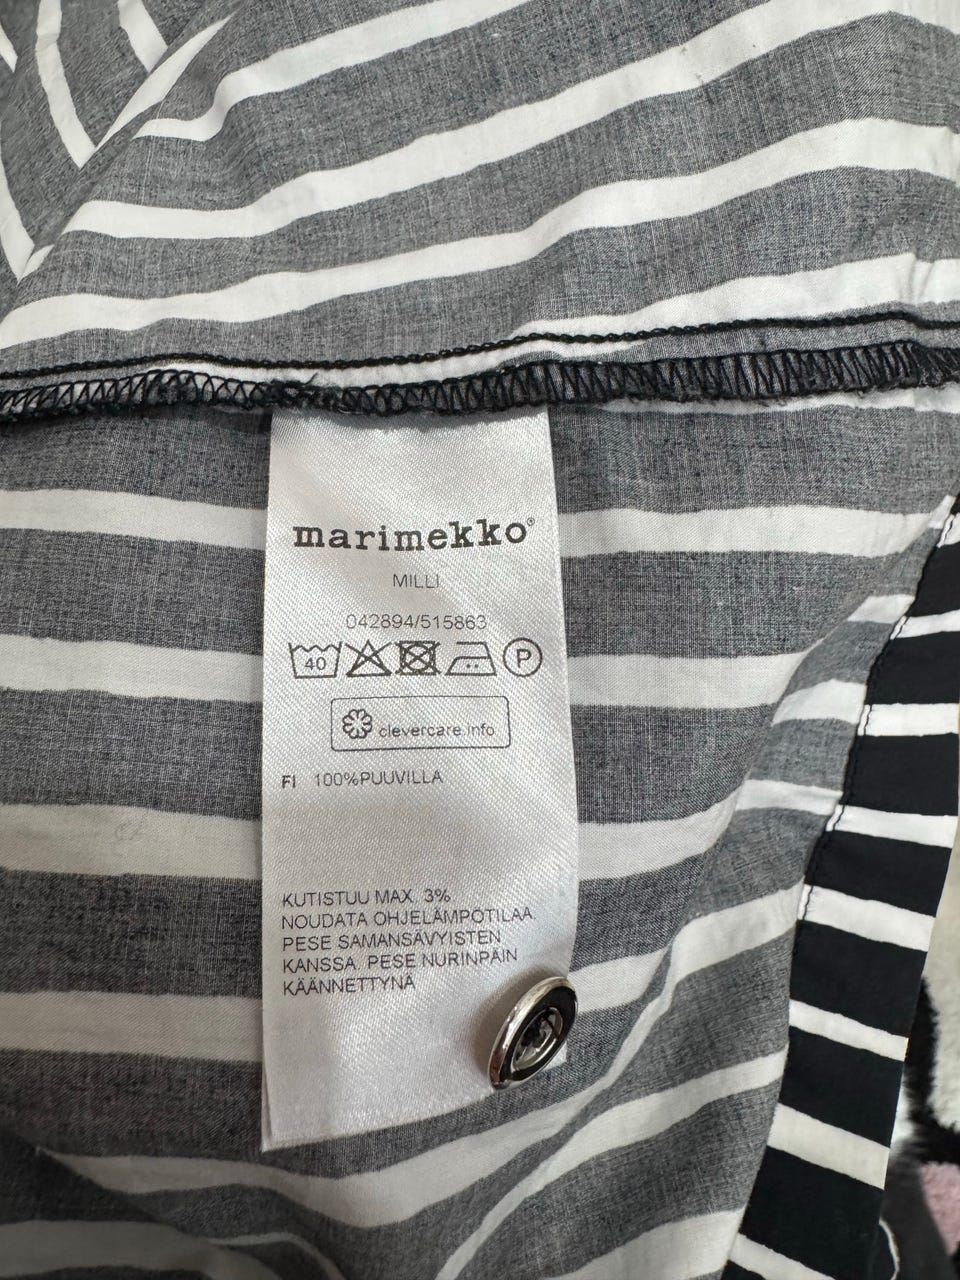 marimekko®
MILLI
042894/515863
40 P
clevercare.info
FI 100%PUUVILLA
KUTISTUU MAX. 3%
NOUDATA OHJELÄMPÖTILAA.
PESE SAMANSÄVYISTEN
KANSSA. PESE NURINPÄIN
KÄÄNNETTYNÄ